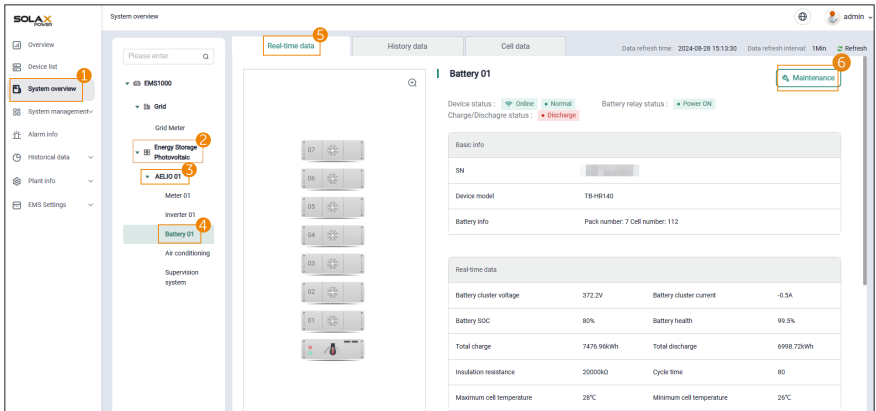 SOLAX
POWER
System overview
admin
Overview
Device list
1
System overview
System management
Alarm info
Historical data
Plant info
EMS Settings
Please enter
EMS1000
Grid
Grid Meter
2
Energy Storage
Photovoltaic
3
AELIO 01
Meter 01
Inverter 01
4
Battery 01
Air conditioning
Supervision
system
5
Real-time data History data Cell data
Data refresh time: 2024-08-28 15:13:30 Data refresh interval: 1Min Refresh
07
06
05
04
03
02
01
Battery 01
6
Maintenance
Device status : Online Normal Battery relay status : Power ON
Charge/Dischagre status : Discharge
Basic info
SN
Device model TB-HR140
Battery info Pack number: 7 Cell number: 112
Real-time data
Battery cluster voltage 372.2V Battery cluster current -0.5A
Battery SOC 80% Battery health 99.5%
Total charge 7476.96kWh Total discharge 6998.72kWh
Insulation resistance 20000kΩ Cycle time 80
Maximum cell temperature 28℃ Minimum cell temperature 26℃